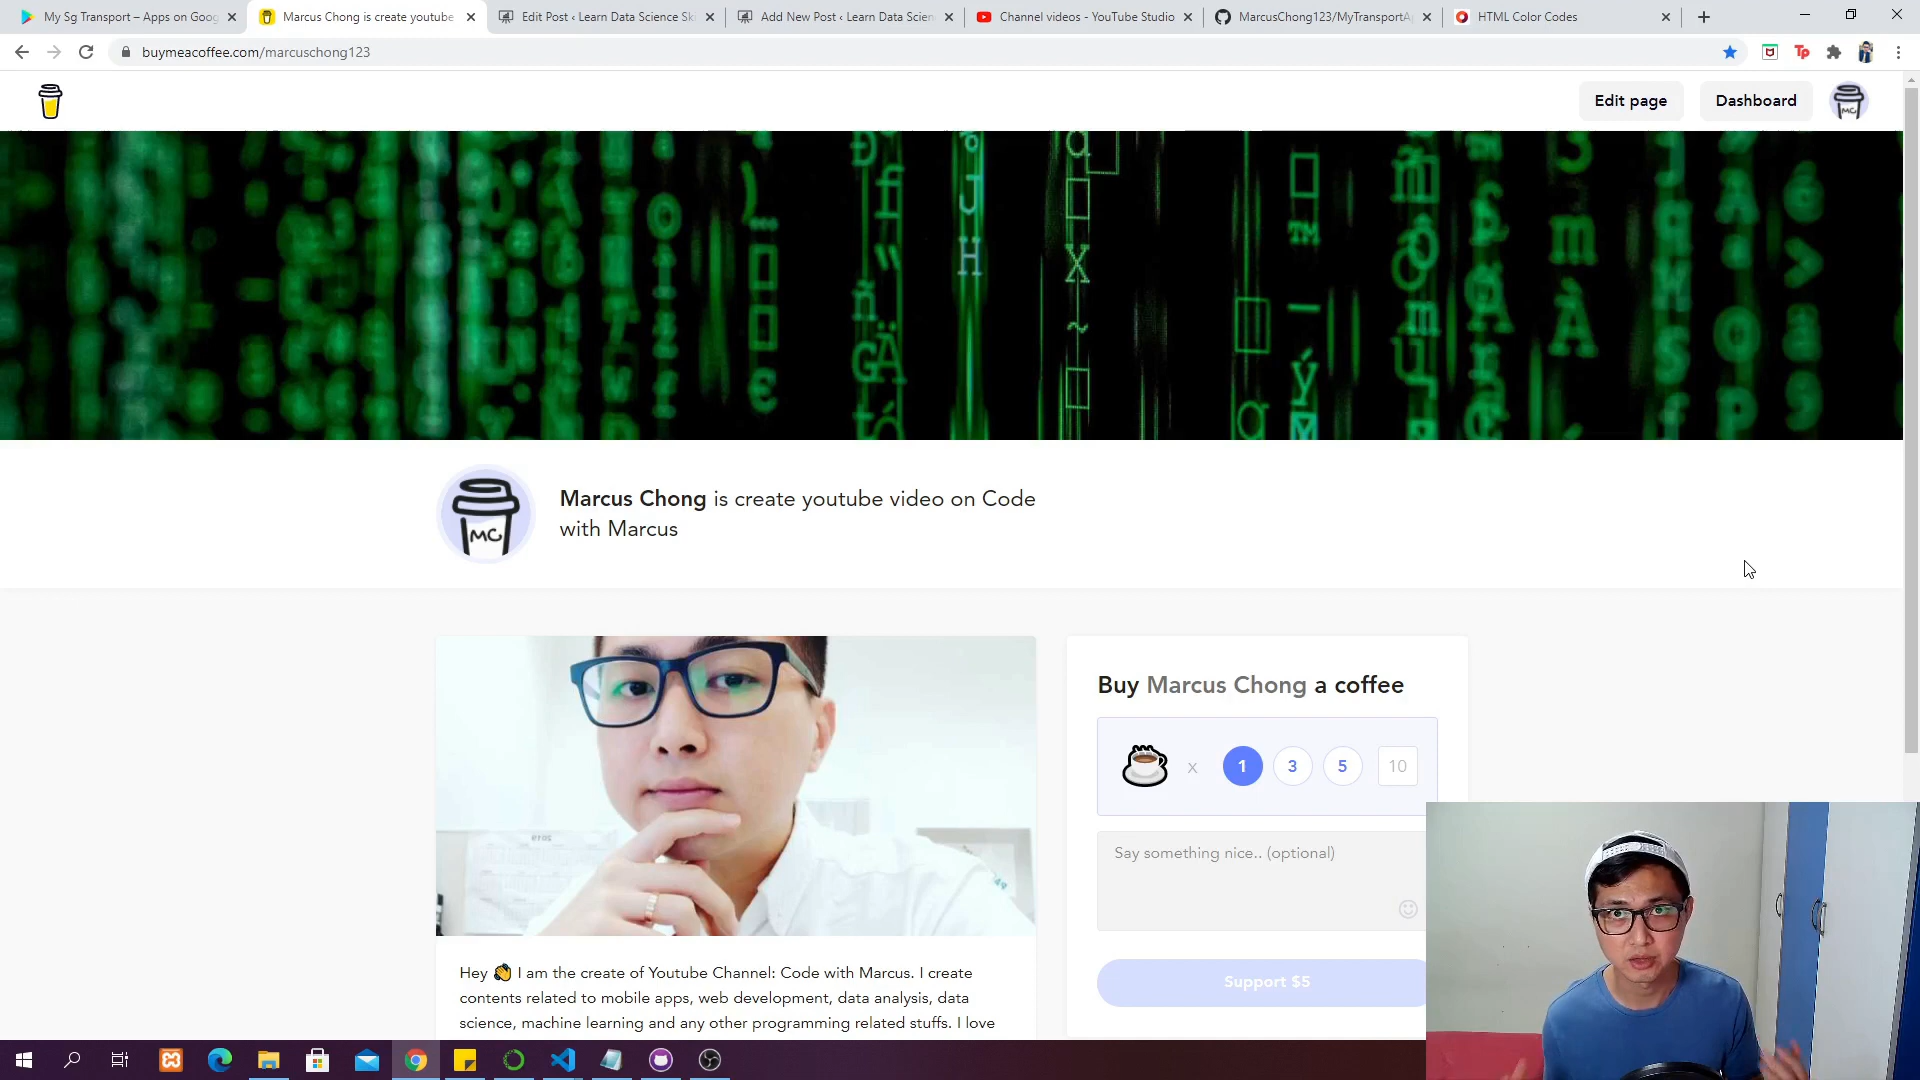 My Sg Transport – Apps on Goog
Marcus Chong is create youtube
Edit Post ‹ Learn Data Science Sk
Add New Post ‹ Learn Data Scien
Channel videos - YouTube Studio
MarcusChong123/MyTransportA
HTML Color Codes
buymeacoffee.com/marcuschong123
Edit page
Dashboard
MC
Marcus Chong is create youtube video on Code
with Marcus
MC
Buy Marcus Chong a coffee
x 1 3 5 10
Say something nice.. (optional)
Support $5
Hey 👋 I am the create of Youtube Channel: Code with Marcus. I create
contents related to mobile apps, web development, data analysis, data
science, machine learning and any other programming related stuffs. I love